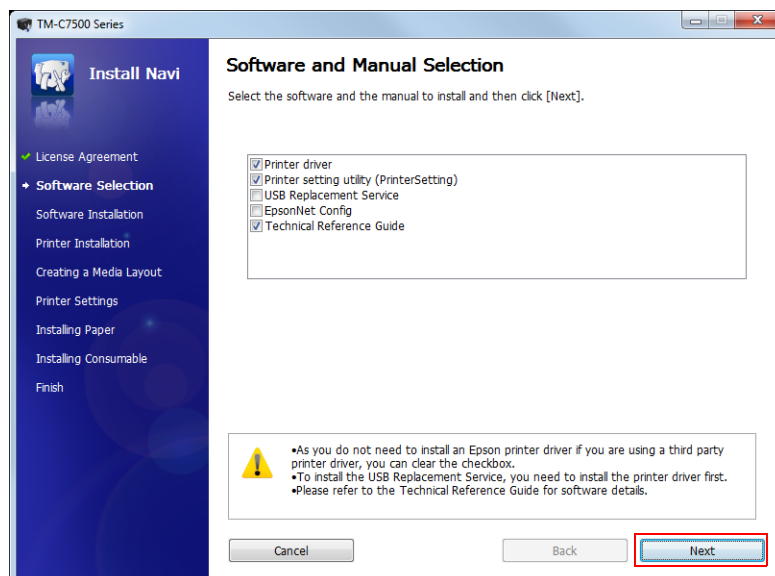 TM-C7500 Series
Install Navi
License Agreement
Software Selection
Software Installation
Printer Installation
Creating a Media Layout
Printer Settings
Installing Paper
Installing Consumable
Finish
Software and Manual Selection
Select the software and the manual to install and then click [Next].
Printer driver
Printer setting utility (PrinterSetting)
USB Replacement Service
EpsonNet Config
Technical Reference Guide
•As you do not need to install an Epson printer driver if you are using a third party
printer driver, you can clear the checkbox.
•To install the USB Replacement Service, you need to install the printer driver first.
•Please refer to the Technical Reference Guide for software details.
Cancel
Back
Next